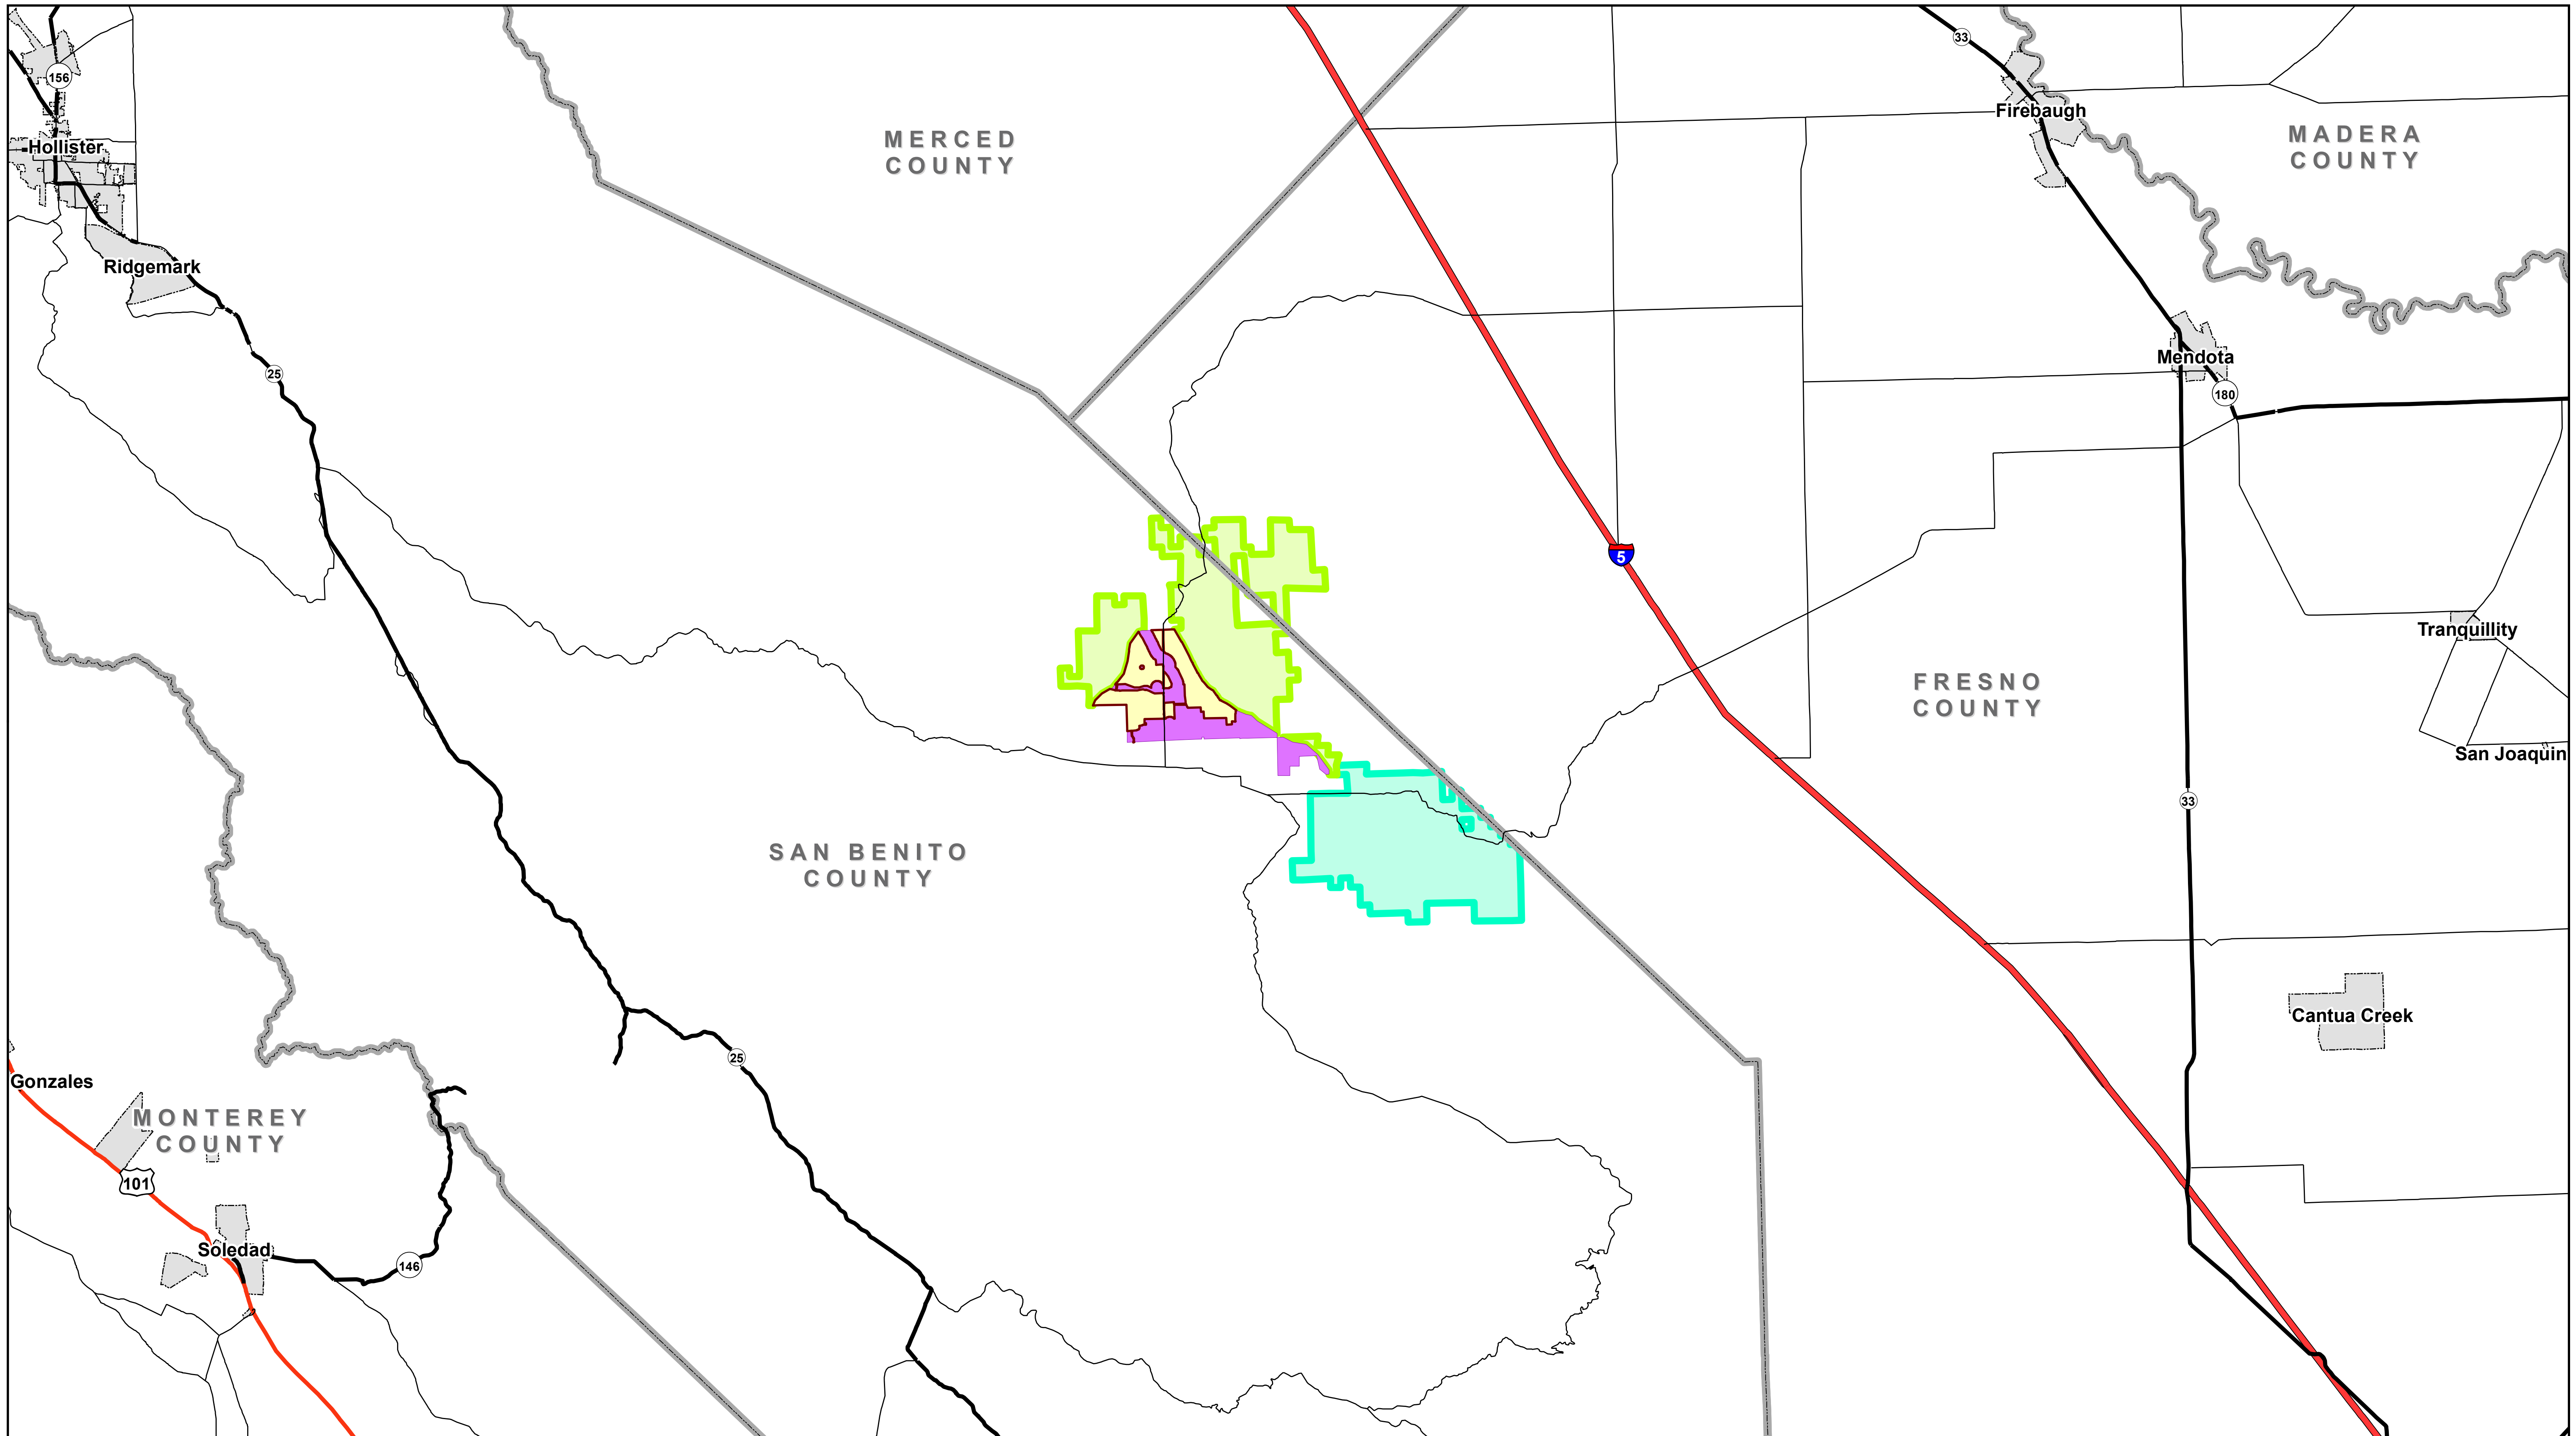 33
156
Firebaugh
MERCED
COUNTY
MADERA
COUNTY
Hollister
Ridgemark
Mendota
25
180
5
Tranquillity
FRESNO
COUNTY
San Joaquin
33
SAN BENITO
COUNTY
Cantua Creek
25
Gonzales
MONTEREY
COUNTY
101
Soledad
146